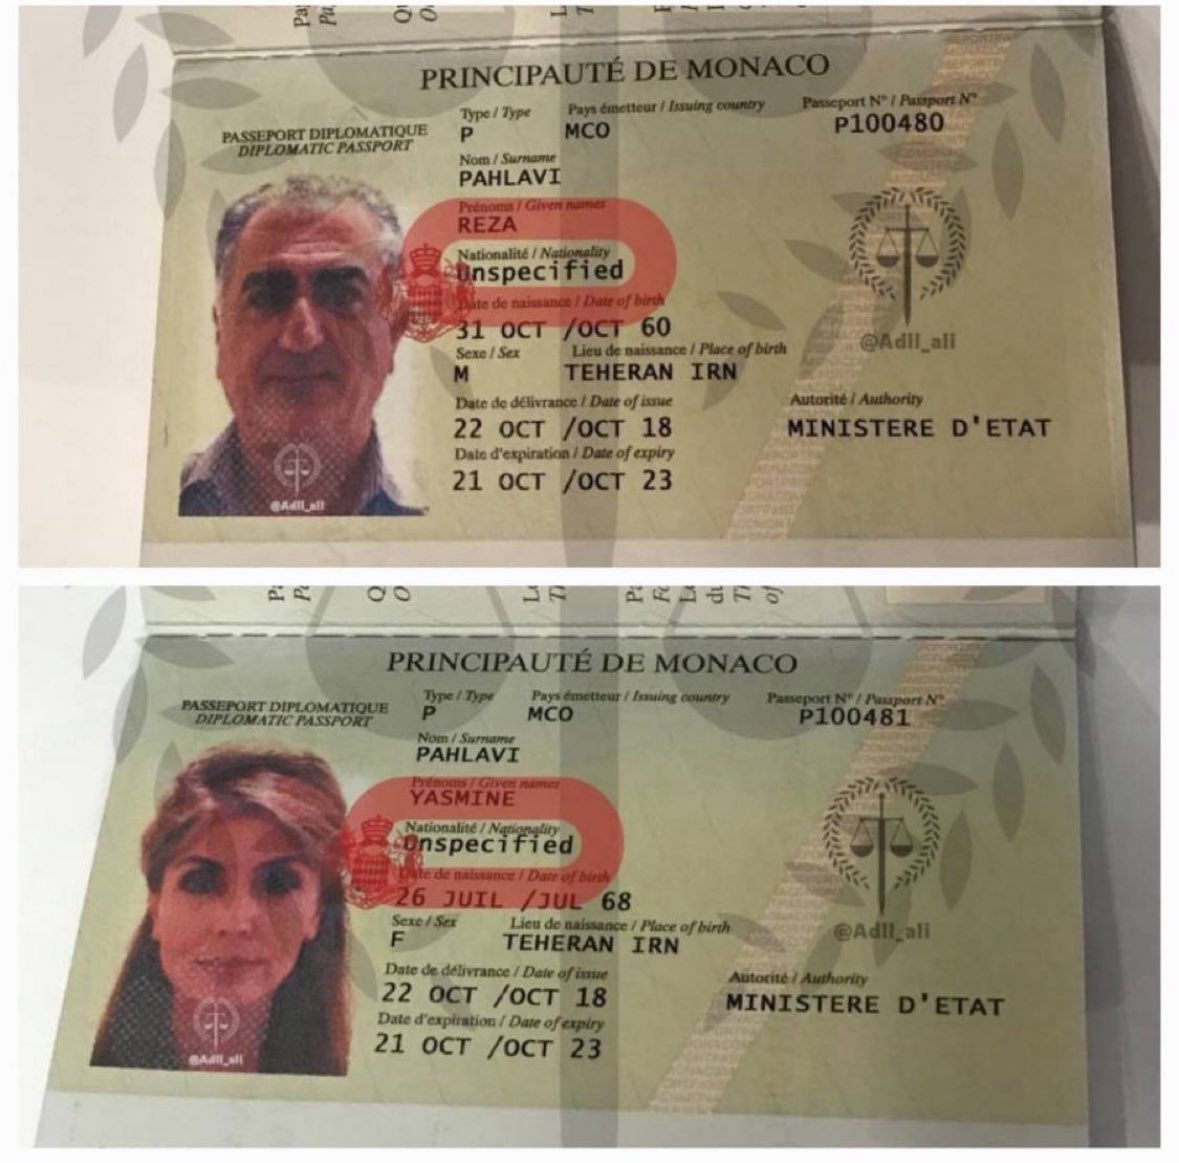 PRINCIPAUTÉ DE MONACO
PASSEPORT DIPLOMATIQUE
DIPLOMATIC PASSPORT
Type / Type Pays émetteur / Issuing country Passeport N° / Passport N°
P MCO P100480
Nom / Surname
PAHLAVI
Prénoms / Given names
REZA
Nationalité / Nationality
Unspecified
Date de naissance / Date of birth
31 OCT /OCT 60
Sexe / Sex Lieu de naissance / Place of birth
M TEHERAN IRN
Date de délivrance / Date of issue Autorité / Authority
22 OCT /OCT 18 MINISTERE D'ETAT
Date d'expiration / Date of expiry
21 OCT /OCT 23
@Adll_ali
@Adll_ali
PRINCIPAUTÉ DE MONACO
PASSEPORT DIPLOMATIQUE
DIPLOMATIC PASSPORT
Type / Type Pays émetteur / Issuing country Passeport N° / Passport N°
P MCO P100481
Nom / Surname
PAHLAVI
Prénoms / Given names
YASMINE
Nationalité / Nationality
Unspecified
Date de naissance / Date of birth
26 JUIL /JUL 68
Sexe / Sex Lieu de naissance / Place of birth
F TEHERAN IRN
Date de délivrance / Date of issue Autorité / Authority
22 OCT /OCT 18 MINISTERE D'ETAT
Date d'expiration / Date of expiry
21 OCT /OCT 23
@Adll_ali
@Adll_ali